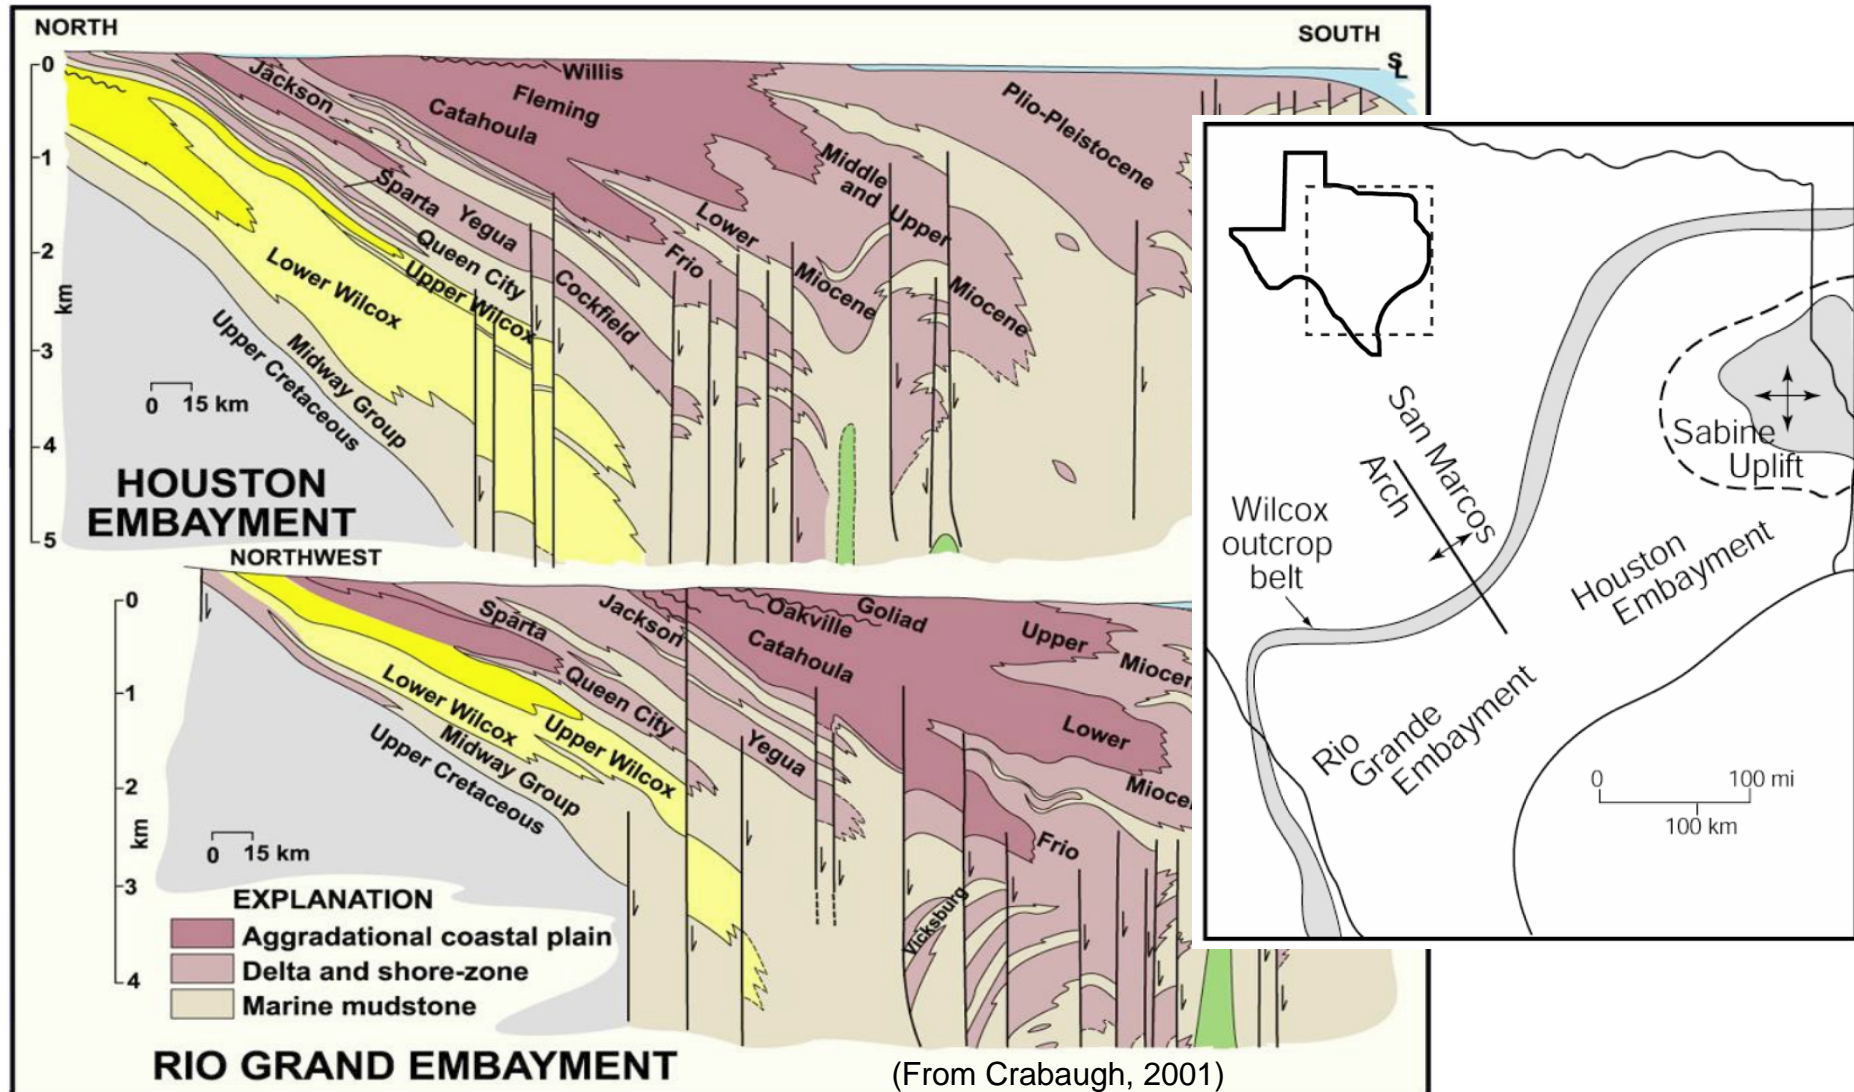 NORTH
SOUTH
SL
0
1
2
3
4
5
km
Willis
Jackson
Fleming
Catahoula
Plio-Pleistocene
Middle
and
Upper
Miocene
Sparta
Yegua
Lower
Miocene
Queen City
Frio
Cockfield
Lower Wilcox
Upper Wilcox
Midway Group
Upper Cretaceous
0 15 km
HOUSTON
EMBAYMENT
NORTHWEST
0
1
2
3
4
km
Sparta
Jackson
Oakville
Goliad
Catahoula
Upper
Miocen
Queen City
Lower Wilcox
Upper Wilcox
Yegua
Lower
Mioce
Midway Group
Upper Cretaceous
Frio
Vicksburg
0 15 km
EXPLANATION
Aggradational coastal plain
Delta and shore-zone
Marine mudstone
RIO GRAND EMBAYMENT
(From Crabaugh, 2001)
San Marcos
Arch
Sabine
Uplift
Wilcox
outcrop
belt
Houston
Embayment
Rio
Grande
Embayment
0 100 mi
100 km